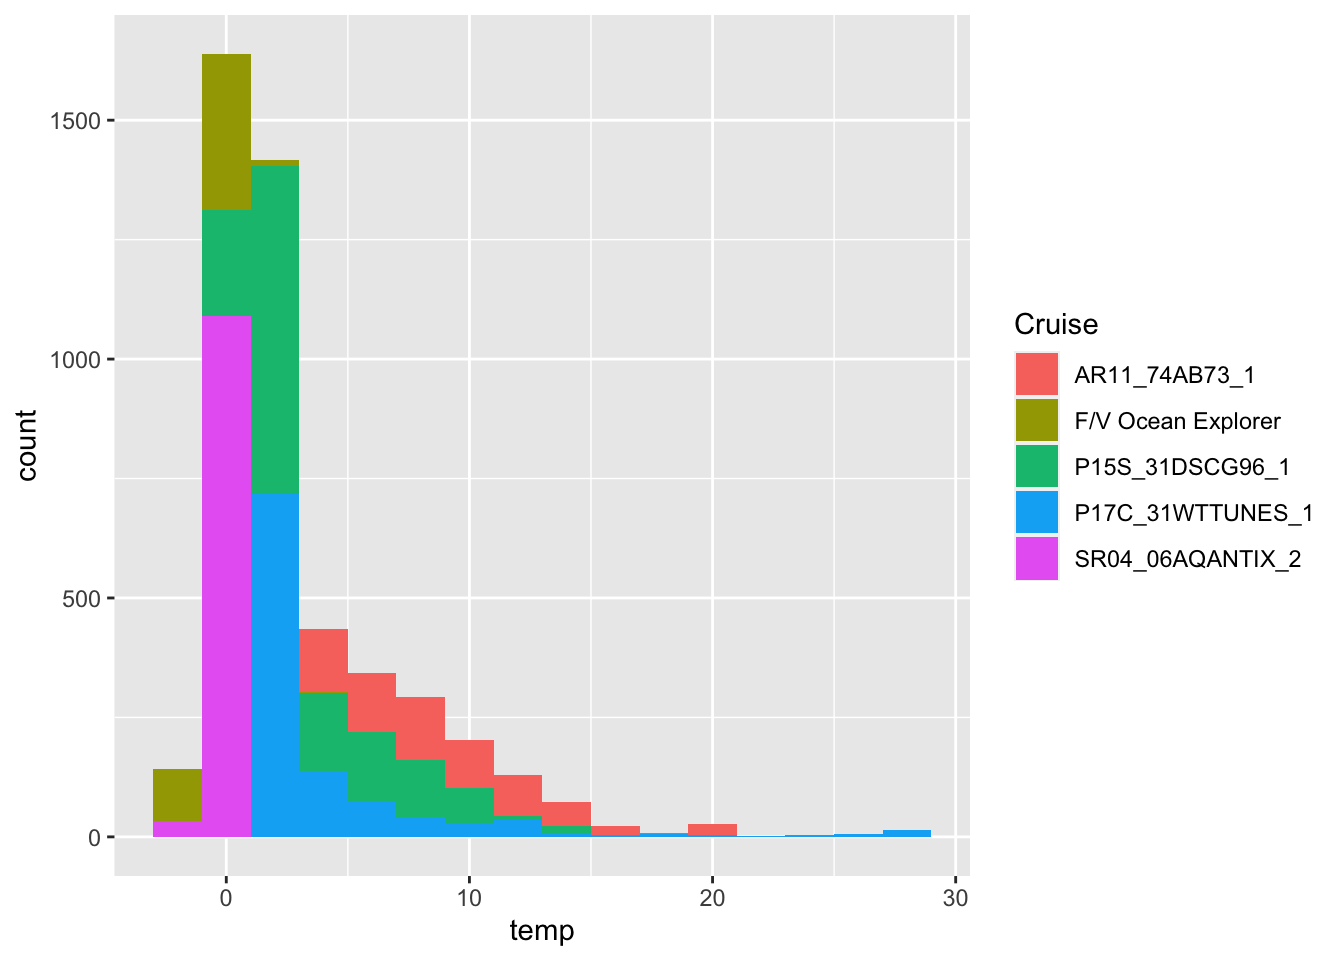 1500
1000
500
0
count
0 10 20 30
temp
Cruise
AR11_74AB73_1
F/V Ocean Explorer
P15S_31DSCG96_1
P17C_31WTTUNES_1
SR04_06AQANTIX_2